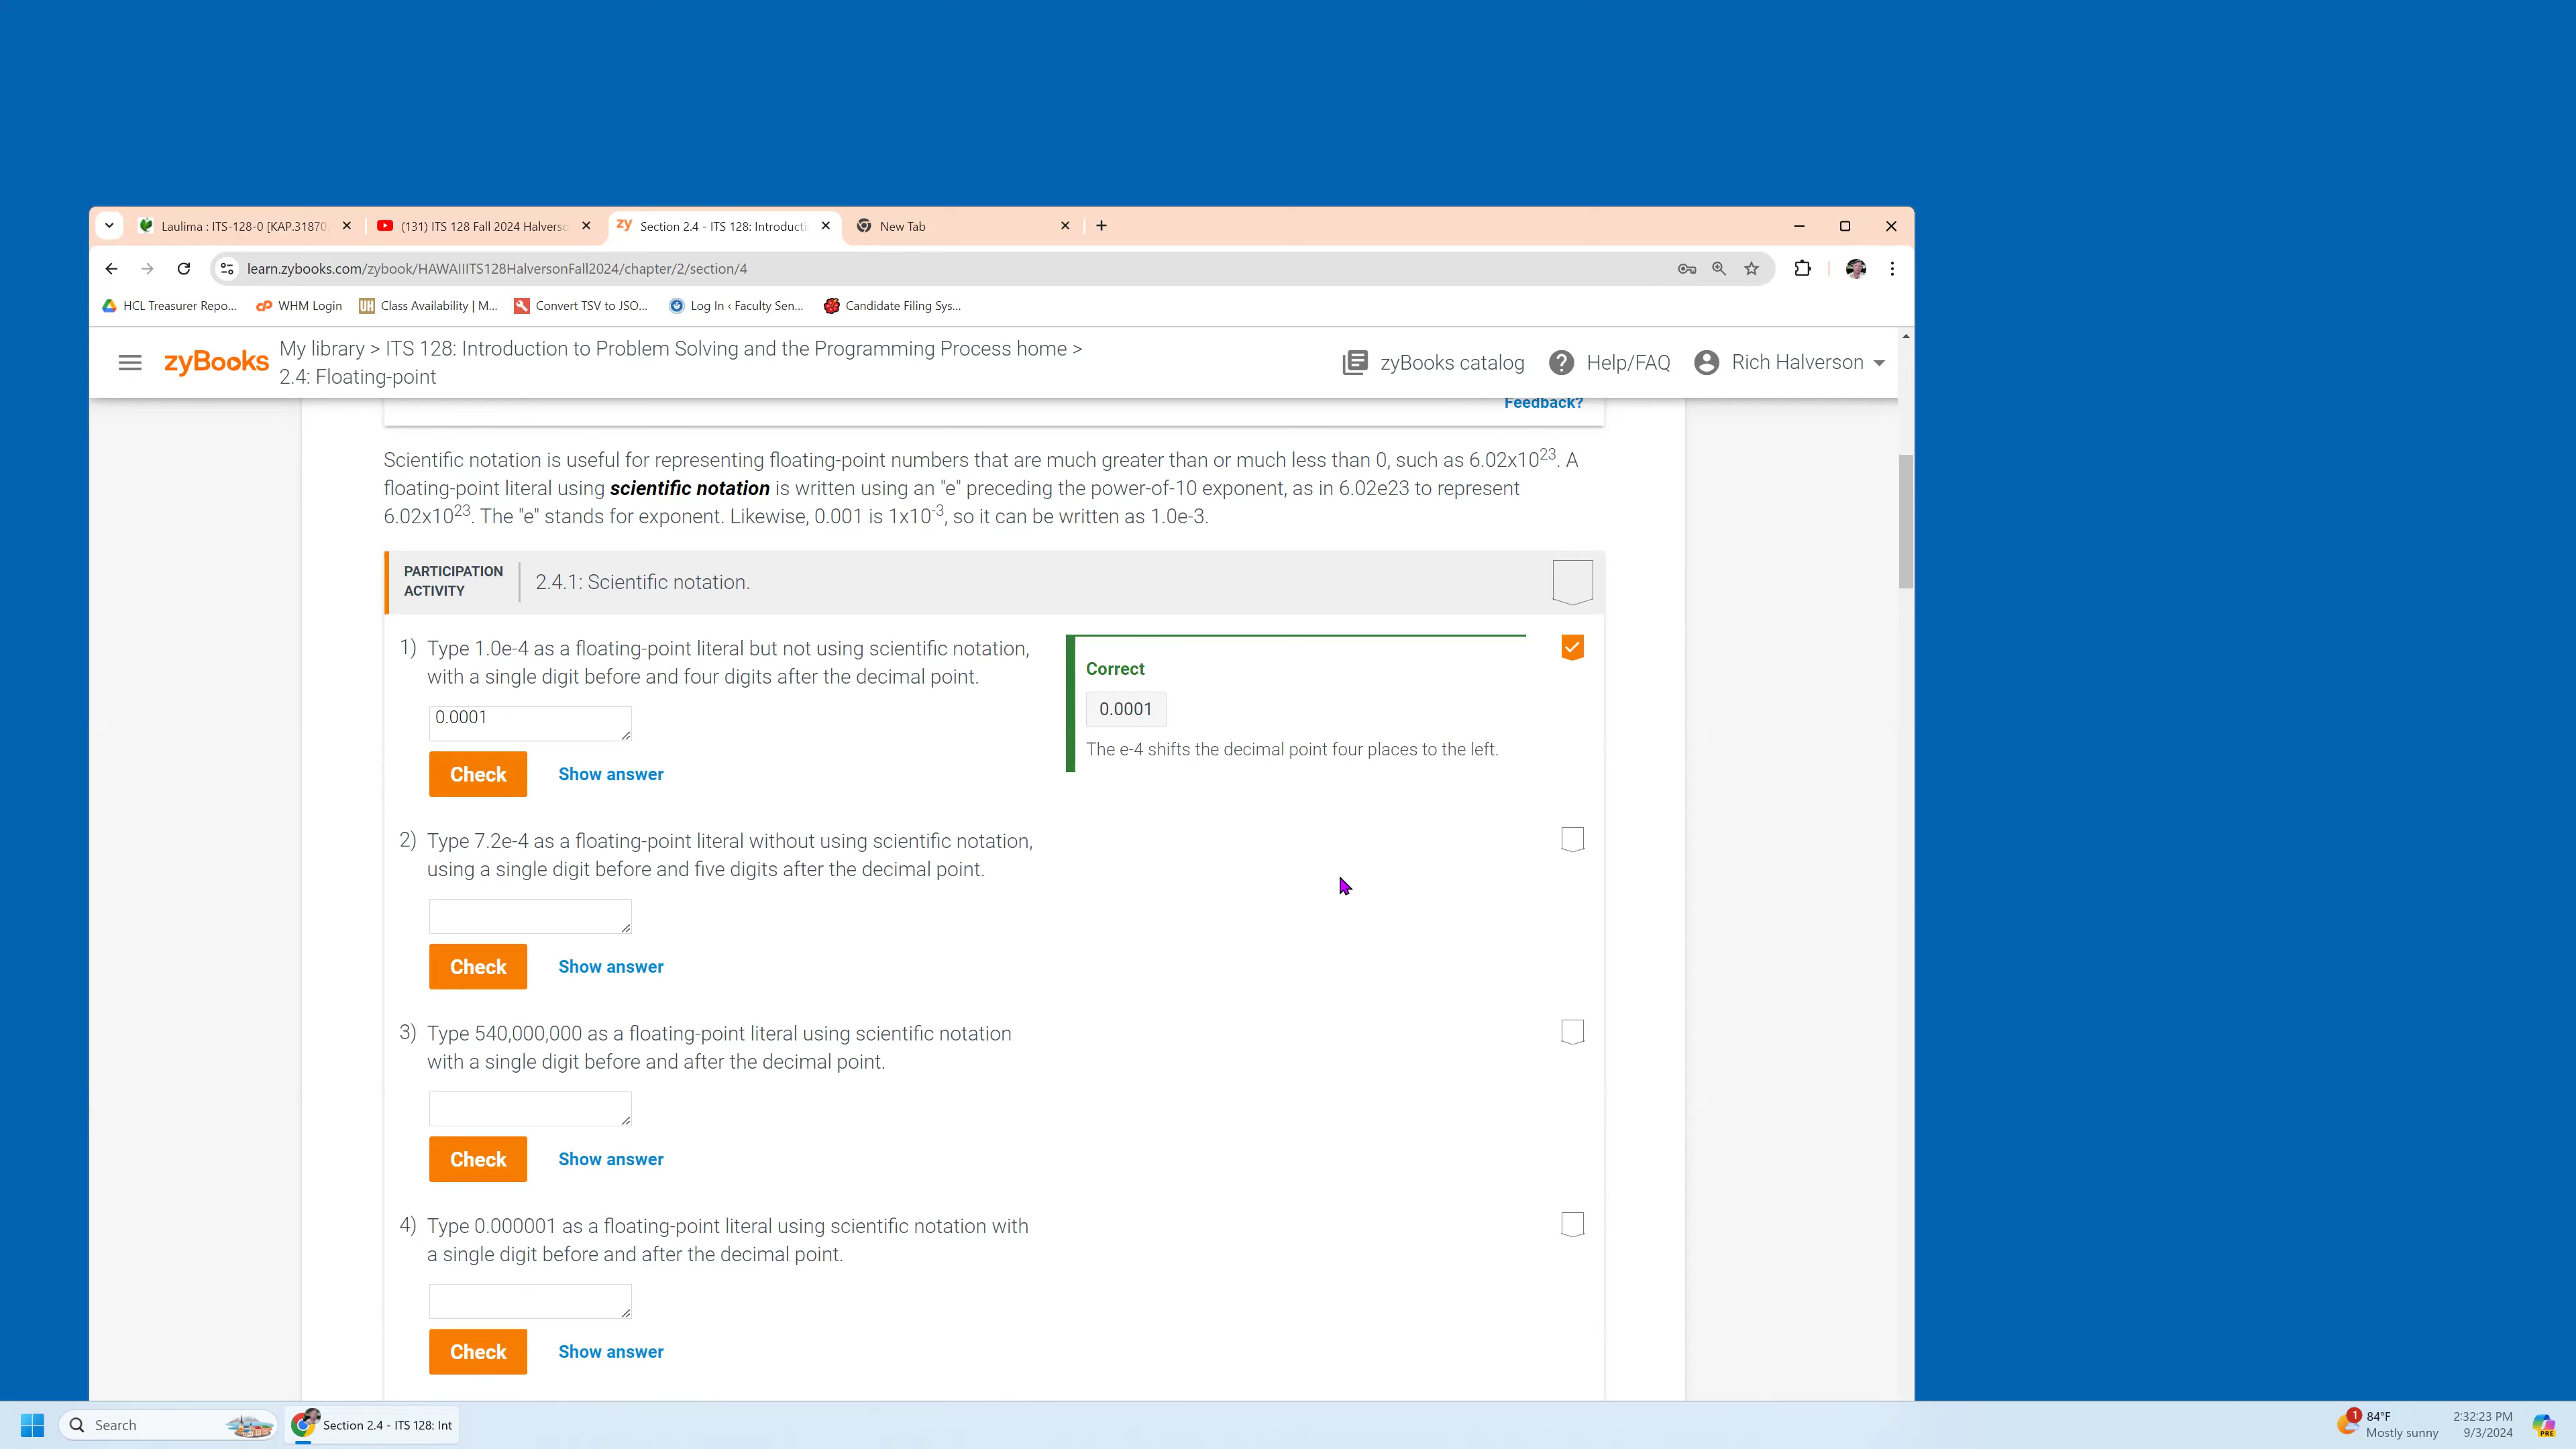 Laulima : ITS-128-0 [KAP.31870.
(131) ITS 128 Fall 2024 Halverso
zy Section 2.4 - ITS 128: Introducti
New Tab
learn.zybooks.com/zybook/HAWAIIITS128HalversonFall2024/chapter/2/section/4
HCL Treasurer Repo...
WHM Login
Class Availability | M...
Convert TSV to JSO...
Log In ‹ Faculty Sen...
Candidate Filing Sys...
zyBooks
My library > ITS 128: Introduction to Problem Solving and the Programming Process home >
2.4: Floating-point
zyBooks catalog
Help/FAQ
Rich Halverson
Feedback?
Scientific notation is useful for representing floating-point numbers that are much greater than or much less than 0, such as 6.02x10²³. A
floating-point literal using scientific notation is written using an "e" preceding the power-of-10 exponent, as in 6.02e23 to represent
6.02x10²³. The "e" stands for exponent. Likewise, 0.001 is 1x10⁻³, so it can be written as 1.0e-3.
PARTICIPATION
ACTIVITY
2.4.1: Scientific notation.
1) Type 1.0e-4 as a floating-point literal but not using scientific notation,
with a single digit before and four digits after the decimal point.
0.0001
Check
Show answer
Correct
0.0001
The e-4 shifts the decimal point four places to the left.
2) Type 7.2e-4 as a floating-point literal without using scientific notation,
using a single digit before and five digits after the decimal point.
Check
Show answer
3) Type 540,000,000 as a floating-point literal using scientific notation
with a single digit before and after the decimal point.
Check
Show answer
4) Type 0.000001 as a floating-point literal using scientific notation with
a single digit before and after the decimal point.
Check
Show answer
Search
Section 2.4 - ITS 128: Int
1
84°F
Mostly sunny
2:32:23 PM
9/3/2024
PRE